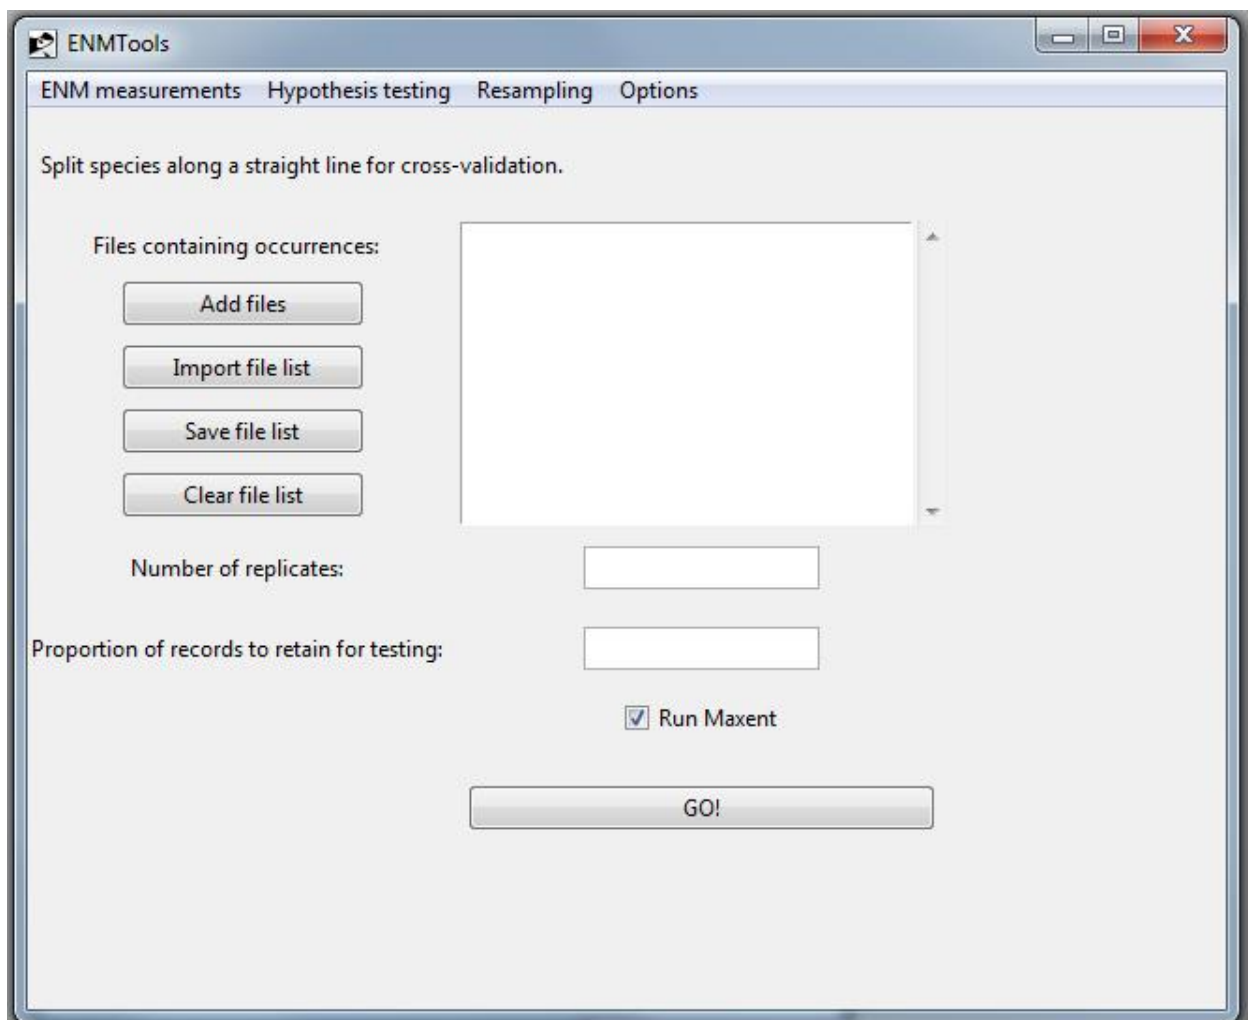 ENMTools
ENM measurements Hypothesis testing Resampling Options
Split species along a straight line for cross-validation.
Files containing occurrences:
Add files
Import file list
Save file list
Clear file list
Number of replicates:
Proportion of records to retain for testing:
Run Maxent
GO!